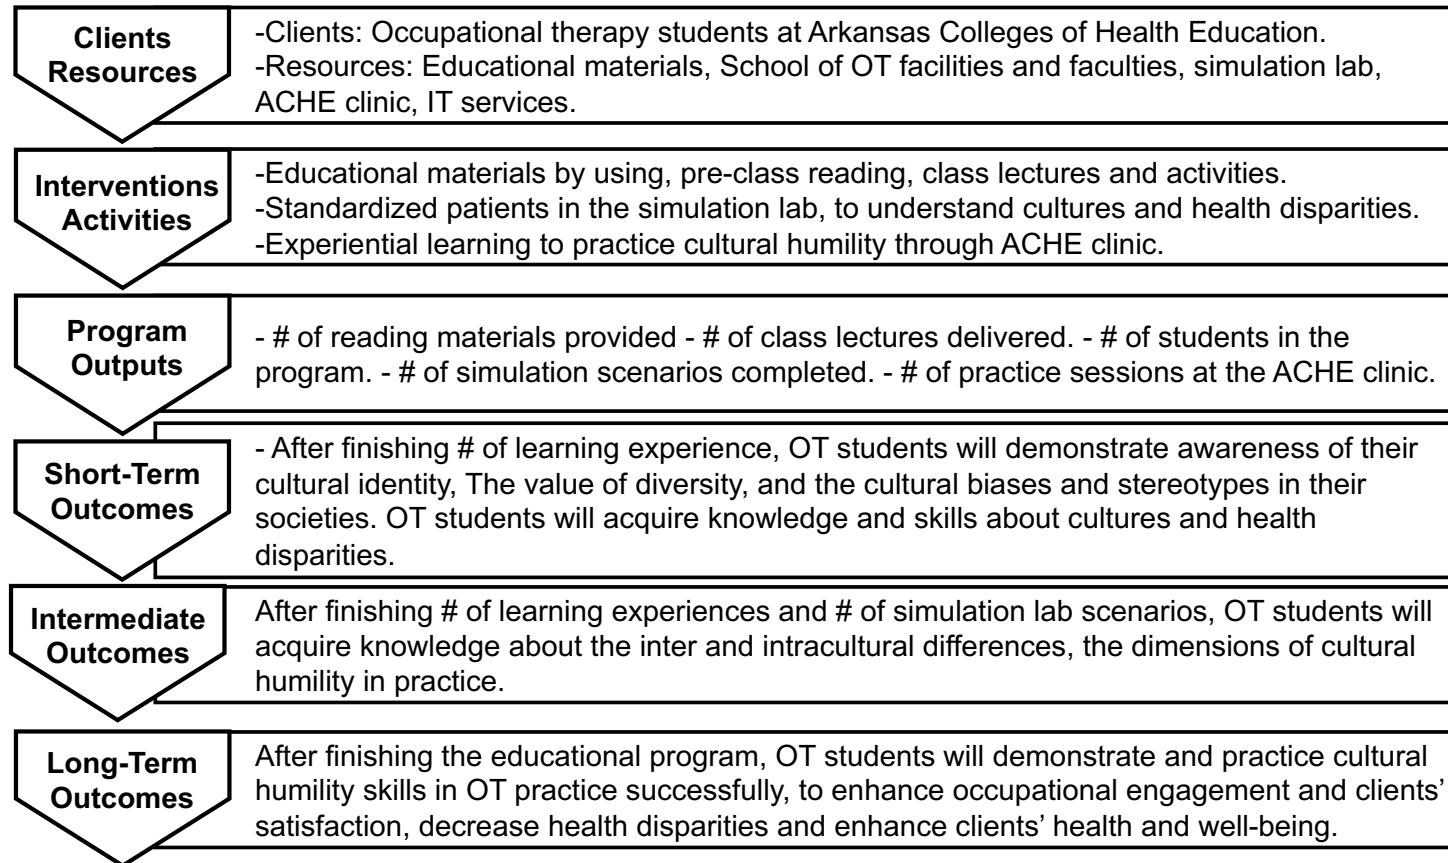 Clients
Resources
-Clients: Occupational therapy students at Arkansas Colleges of Health Education.
-Resources: Educational materials, School of OT facilities and faculties, simulation lab,
ACHE clinic, IT services.
Interventions
Activities
-Educational materials by using, pre-class reading, class lectures and activities.
-Standardized patients in the simulation lab, to understand cultures and health disparities.
-Experiential learning to practice cultural humility through ACHE clinic.
Program
Outputs
- # of reading materials provided - # of class lectures delivered. - # of students in the
program. - # of simulation scenarios completed. - # of practice sessions at the ACHE clinic.
Short-Term
Outcomes
- After finishing # of learning experience, OT students will demonstrate awareness of their
cultural identity, The value of diversity, and the cultural biases and stereotypes in their
societies. OT students will acquire knowledge and skills about cultures and health
disparities.
Intermediate
Outcomes
After finishing # of learning experiences and # of simulation lab scenarios, OT students will
acquire knowledge about the inter and intracultural differences, the dimensions of cultural
humility in practice.
Long-Term
Outcomes
After finishing the educational program, OT students will demonstrate and practice cultural
humility skills in OT practice successfully, to enhance occupational engagement and clients’
satisfaction, decrease health disparities and enhance clients’ health and well-being.